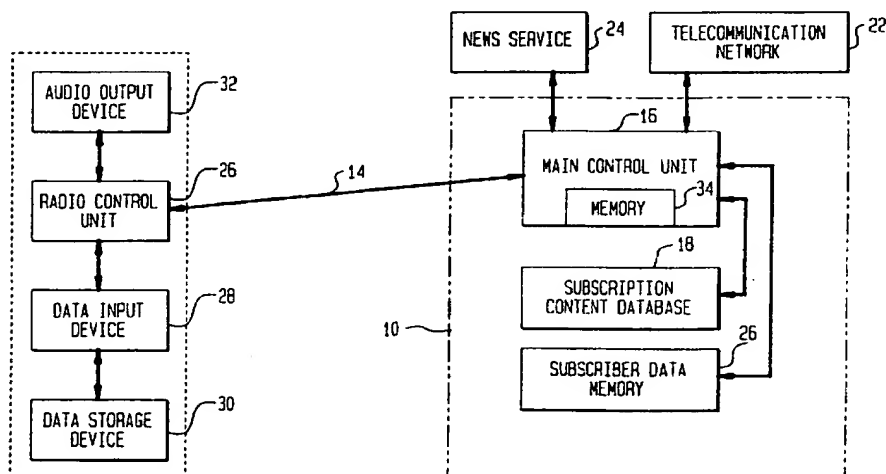 NEWS SERVICE
24
TELECOMMUNICATION
NETWORK
22
AUDIO OUTPUT
DEVICE
32
16
MAIN CONTROL UNIT
MEMORY
34
14
26
RADIO CONTROL
UNIT
18
SUBSCRIPTION
CONTENT DATABASE
28
DATA INPUT
DEVICE
10
26
SUBSCRIBER DATA
MEMORY
DATA STORAGE
DEVICE
30